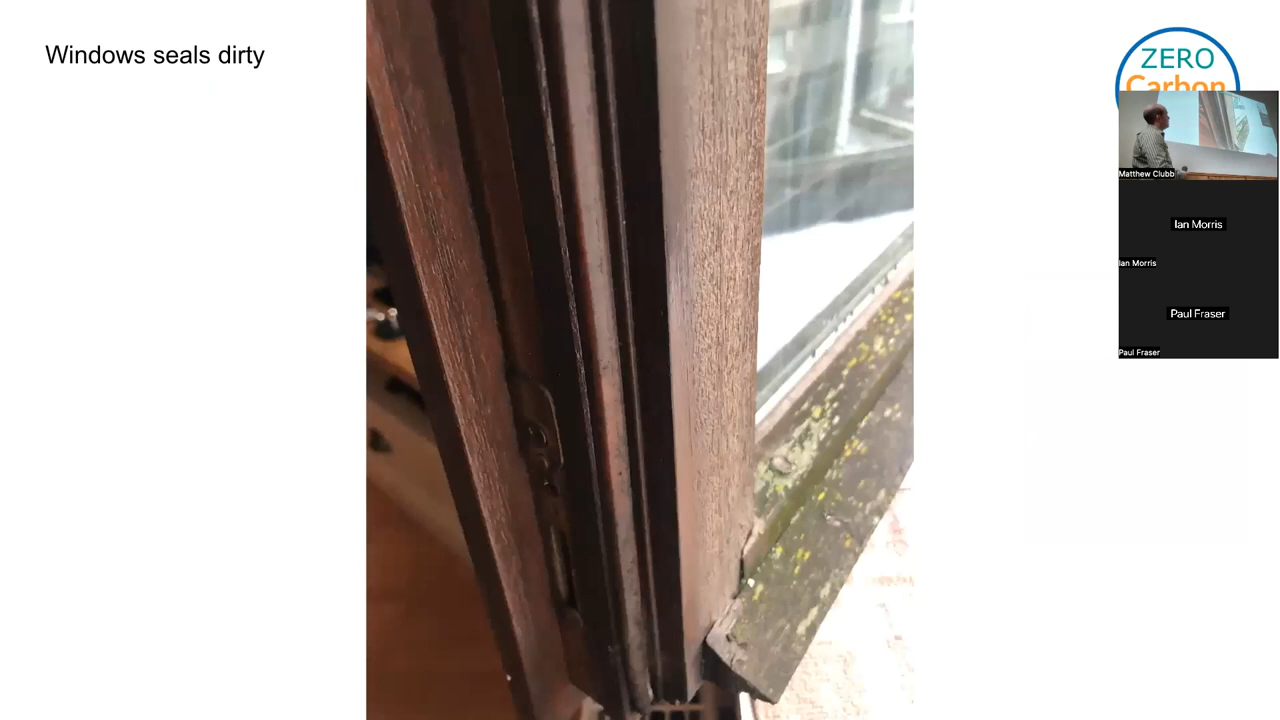 Windows seals dirty
ZERO
Carbon
Matthew Clubb
Ian Morris
Ian Morris
Paul Fraser
Paul Fraser